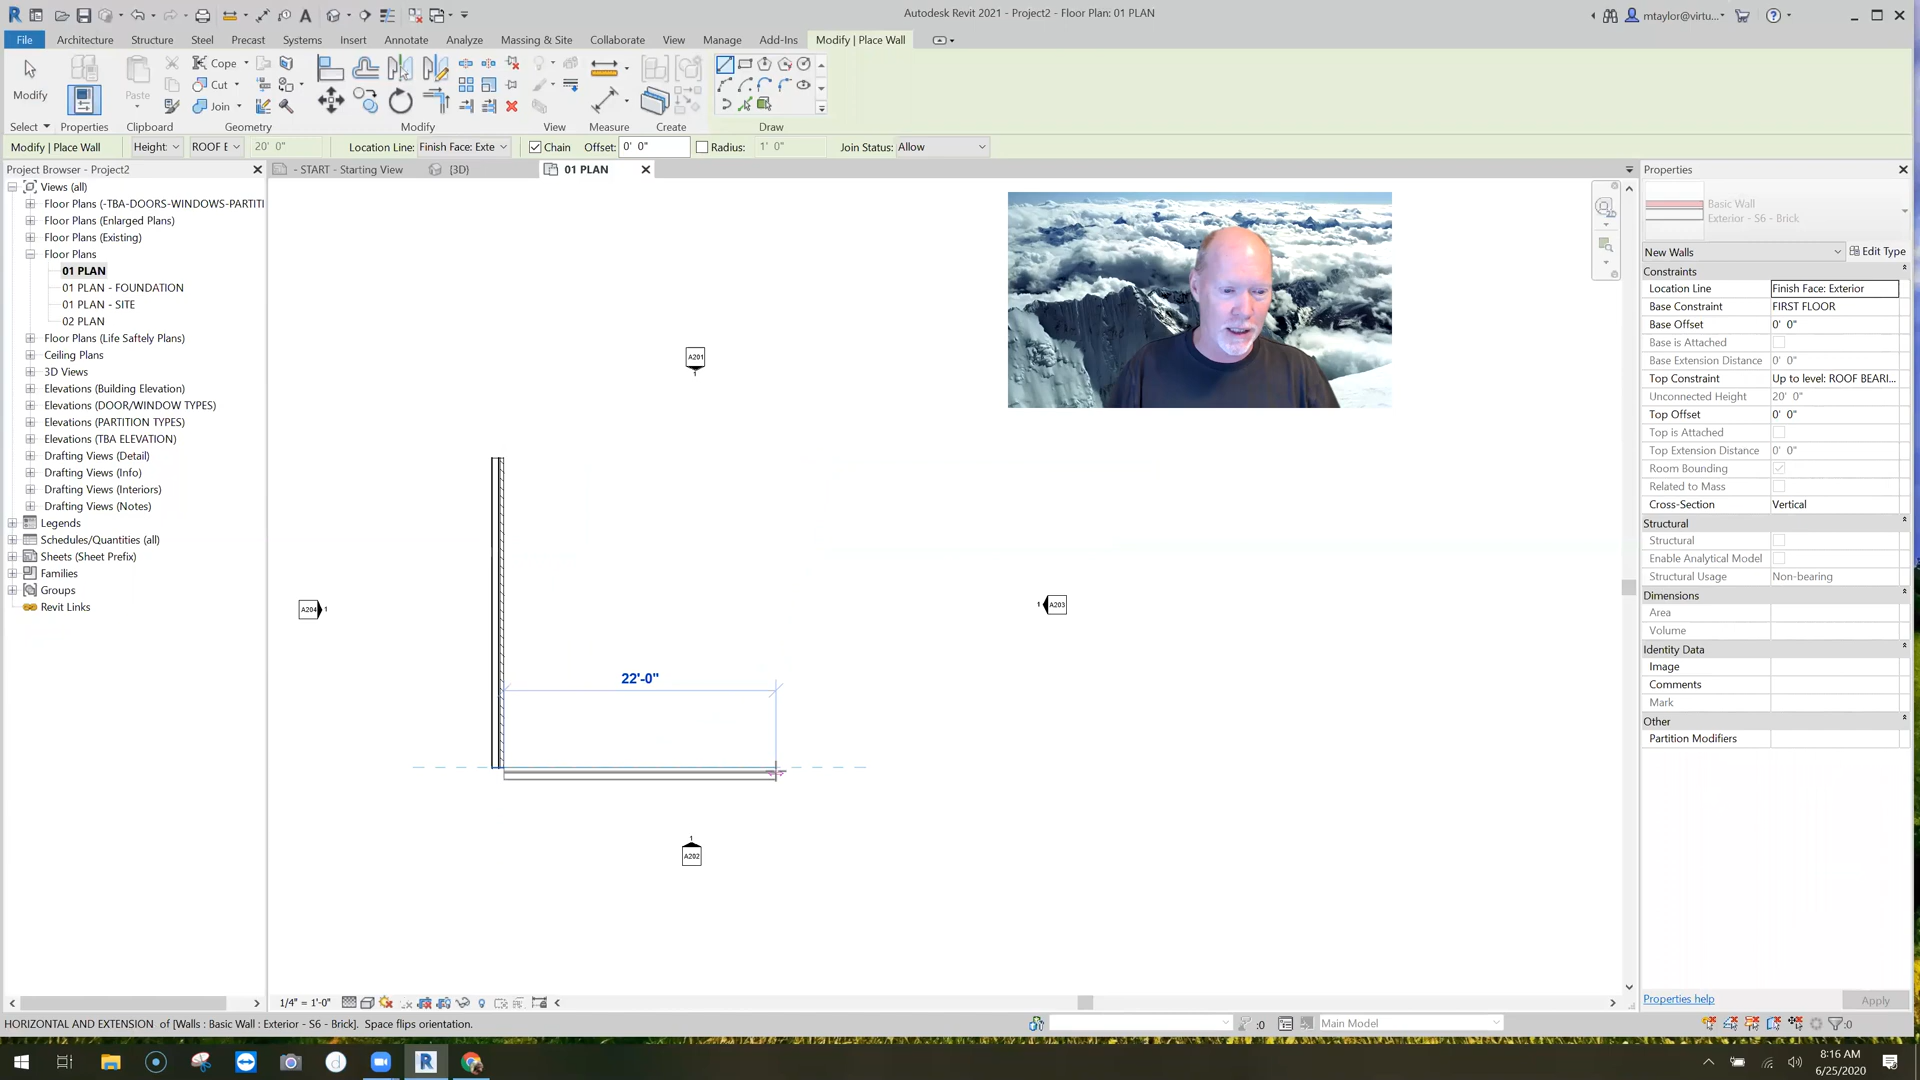 Autodesk Revit 2021 - Project2 - Floor Plan: 01 PLAN
mtaylor@virtu...
File Architecture Structure Steel Precast Systems Insert Annotate Analyze Massing & Site Collaborate View Manage Add-Ins Modify | Place Wall
Modify
Paste
Cope
Cut
Join
Select Properties Clipboard Geometry Modify View Measure Create Draw
Modify | Place Wall Height: ROOF E 20' 0" Location Line: Finish Face: Exte Chain Offset: 0' 0" Radius: 1' 0" Join Status: Allow
Project Browser - Project2
Views (all)
Floor Plans (-TBA-DOORS-WINDOWS-PARTITI
Floor Plans (Enlarged Plans)
Floor Plans (Existing)
Floor Plans
01 PLAN
01 PLAN - FOUNDATION
01 PLAN - SITE
02 PLAN
Floor Plans (Life Saftely Plans)
Ceiling Plans
3D Views
Elevations (Building Elevation)
Elevations (DOOR/WINDOW TYPES)
Elevations (PARTITION TYPES)
Elevations (TBA ELEVATION)
Drafting Views (Detail)
Drafting Views (Info)
Drafting Views (Interiors)
Drafting Views (Notes)
Legends
Schedules/Quantities (all)
Sheets (Sheet Prefix)
Families
Groups
Revit Links
- START - Starting View {3D} 01 PLAN
A201
1
A204 1
1 A203
22'-0"
1
A202
1/4" = 1'-0"
Properties
Basic Wall
Exterior - S6 - Brick
New Walls Edit Type
Constraints
Location Line Finish Face: Exterior
Base Constraint FIRST FLOOR
Base Offset 0' 0"
Base is Attached
Base Extension Distance 0' 0"
Top Constraint Up to level: ROOF BEARI...
Unconnected Height 20' 0"
Top Offset 0' 0"
Top is Attached
Top Extension Distance 0' 0"
Room Bounding
Related to Mass
Cross-Section Vertical
Structural
Structural
Enable Analytical Model
Structural Usage Non-bearing
Dimensions
Area
Volume
Identity Data
Image
Comments
Mark
Other
Partition Modifiers
Properties help Apply
HORIZONTAL AND EXTENSION of [Walls : Basic Wall : Exterior - S6 - Brick]. Space flips orientation.
:0 Main Model :0
8:16 AM
6/25/2020